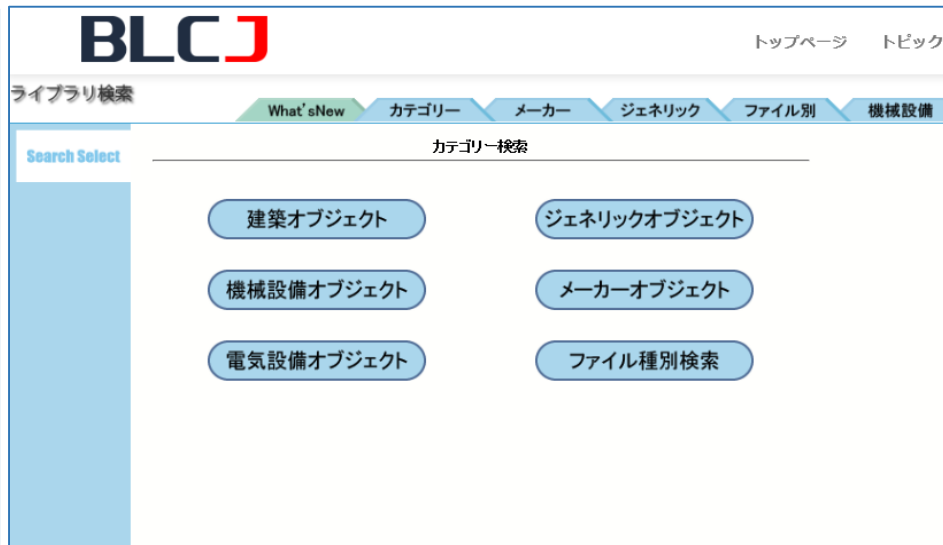 BLCJ
トップページ トピック
ライブラリ検索
What'sNew カテゴリー メーカー ジェネリック ファイル別 機械設備
Search Select
カテゴリー検索
建築オブジェクト ジェネリックオブジェクト
機械設備オブジェクト メーカーオブジェクト
電気設備オブジェクト ファイル種別検索